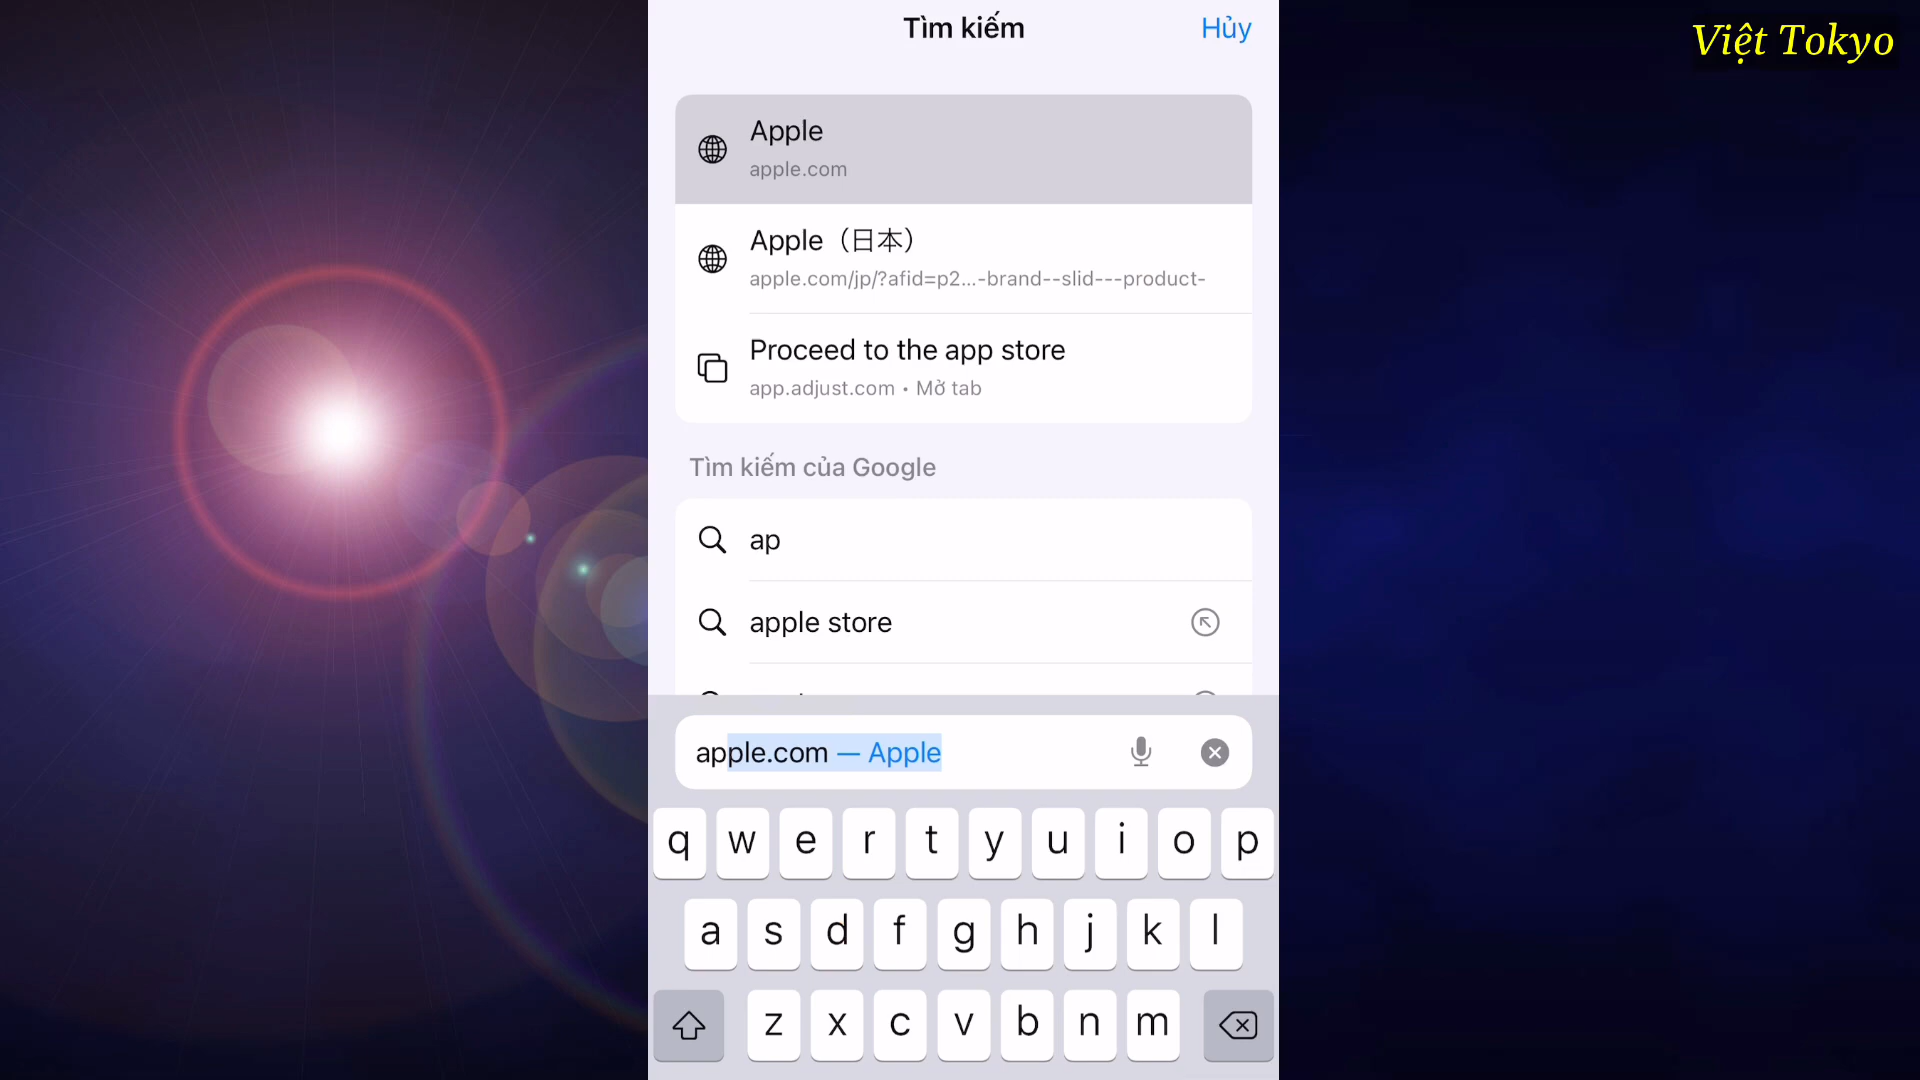 Tìm kiếm
Hủy
Việt Tokyo
Apple
apple.com
Apple（日本）
apple.com/jp/?afid=p2...-brand--slid---product-
Proceed to the app store
app.adjust.com • Mở tab
Tìm kiếm của Google
ap
apple store
apple.com — Apple
q w e r t y u i o p
a s d f g h j k l
z x c v b n m